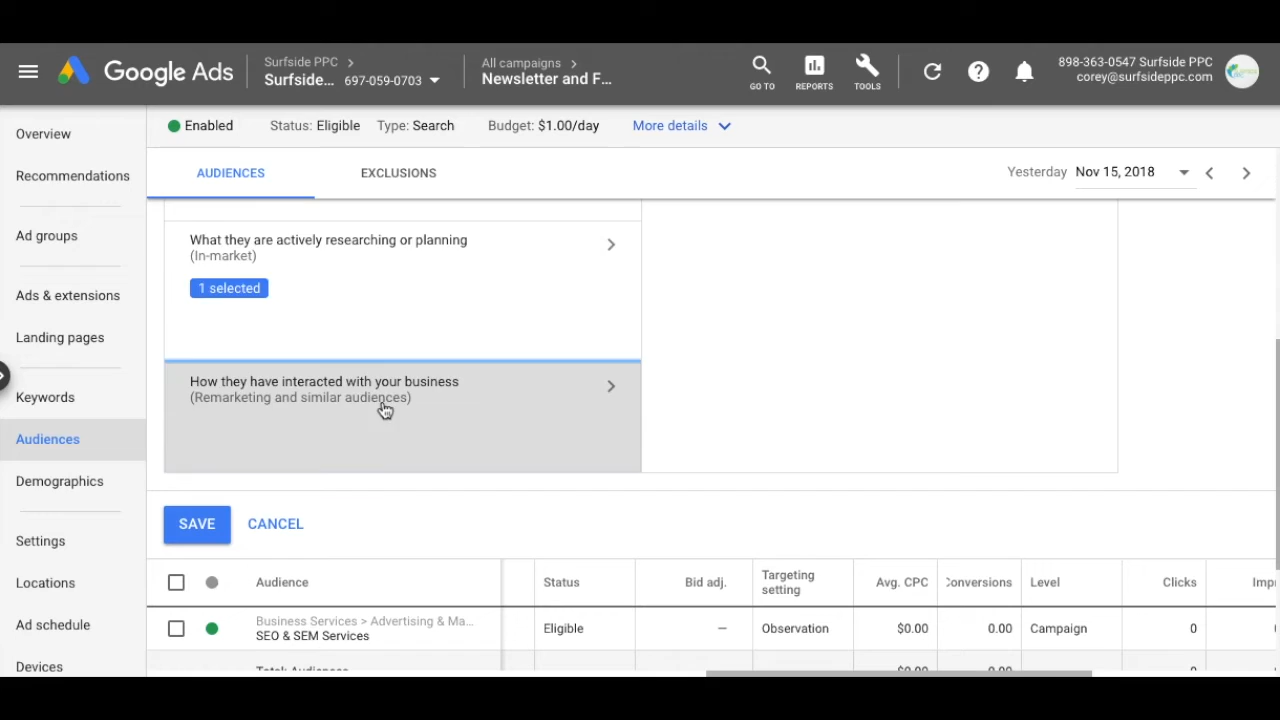 Google Ads
Surfside PPC >
Surfside... 697-059-0703
All campaigns >
Newsletter and F...
GO TO
REPORTS
TOOLS
898-363-0547 Surfside PPC
corey@surfsideppc.com
Overview
Recommendations
Ad groups
Ads & extensions
Landing pages
Keywords
Audiences
Demographics
Settings
Locations
Ad schedule
Devices
Enabled Status: Eligible Type: Search Budget: $1.00/day More details
AUDIENCES EXCLUSIONS
Yesterday Nov 15, 2018
What they are actively researching or planning
(In-market)
1 selected
How they have interacted with your business
(Remarketing and similar audiences)
SAVE CANCEL
Audience Status Bid adj. Targeting setting Avg. CPC Conversions Level Clicks
Business Services > Advertising & Ma...
SEO & SEM Services Eligible — Observation $0.00 0.00 Campaign 0